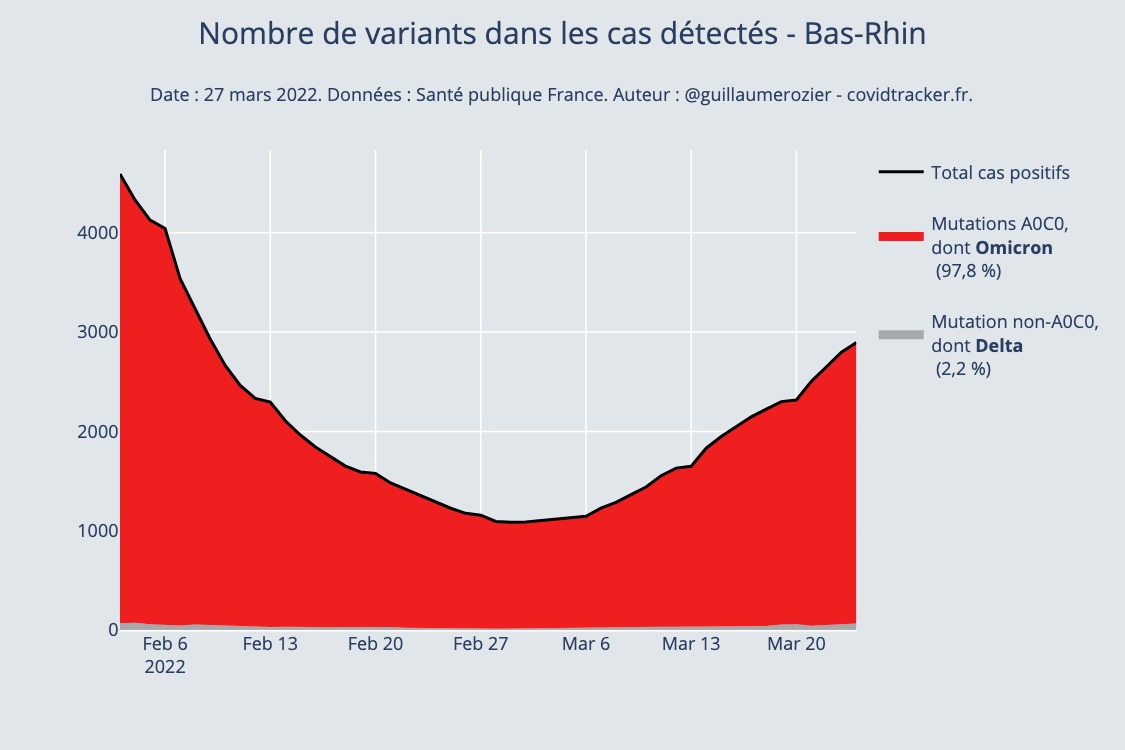 Nombre de variants dans les cas détectés - Bas-Rhin
Date : 27 mars 2022. Données : Santé publique France. Auteur : @guillaumerozier - covidtracker.fr.
Total cas positifs
Mutations A0C0,
dont Omicron
(97,8 %)
Mutation non-A0C0,
dont Delta
(2,2 %)
4000
3000
2000
1000
0
Feb 6
2022
Feb 13
Feb 20
Feb 27
Mar 6
Mar 13
Mar 20